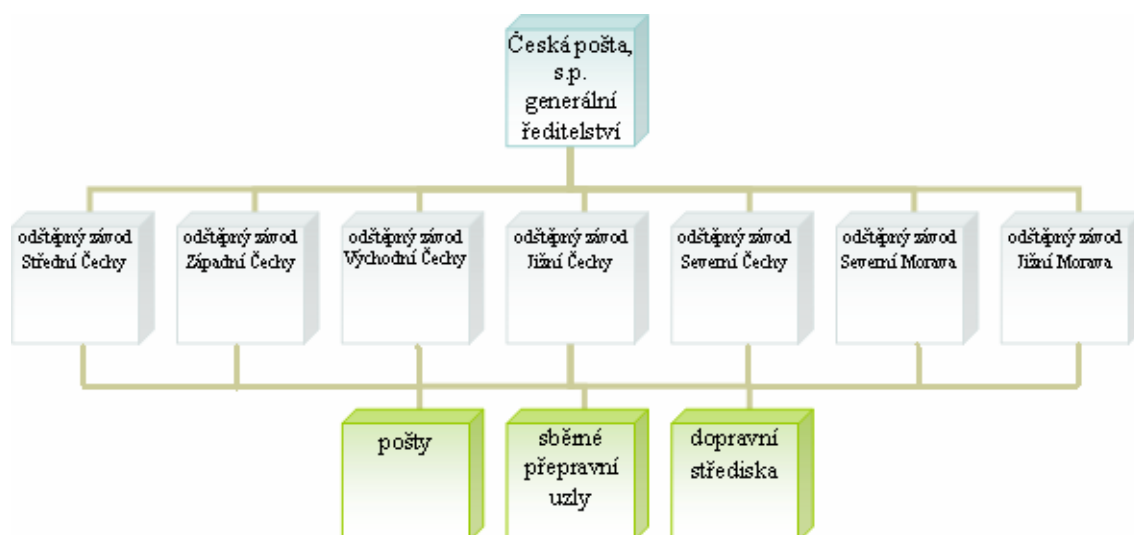 Česká pošta,
s.p.
generální
ředitelství
odštěpný závod
Střední Čechy
odštěpný závod
Západní Čechy
odštěpný závod
Východní Čechy
odštěpný závod
Jižní Čechy
odštěpný závod
Severní Čechy
odštěpný závod
Severní Morava
odštěpný závod
Jižní Morava
pošty
sběrné
přepravní
uzly
dopravní
střediska